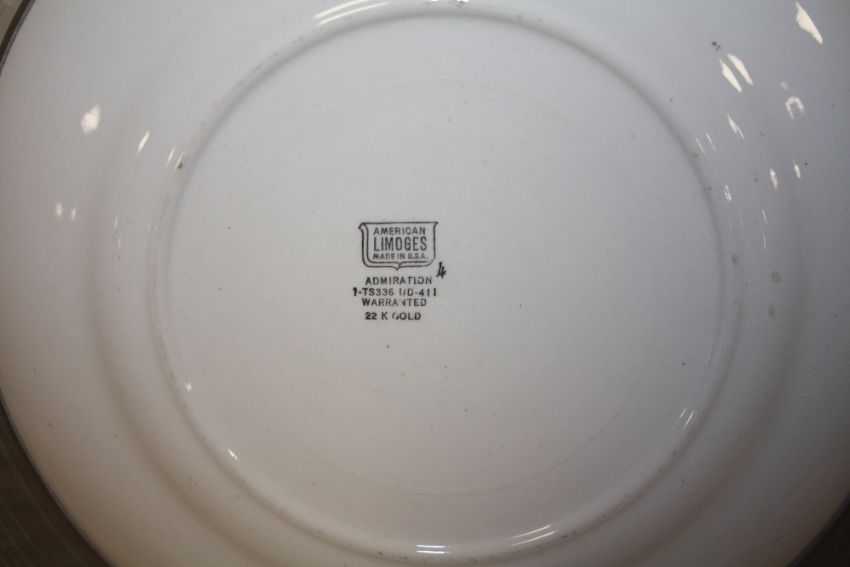 AMERICAN
LIMOGES
MADE IN U.S.A.
4
ADMIRATION
1-TS336 UD-411
WARRANTED
22 K GOLD